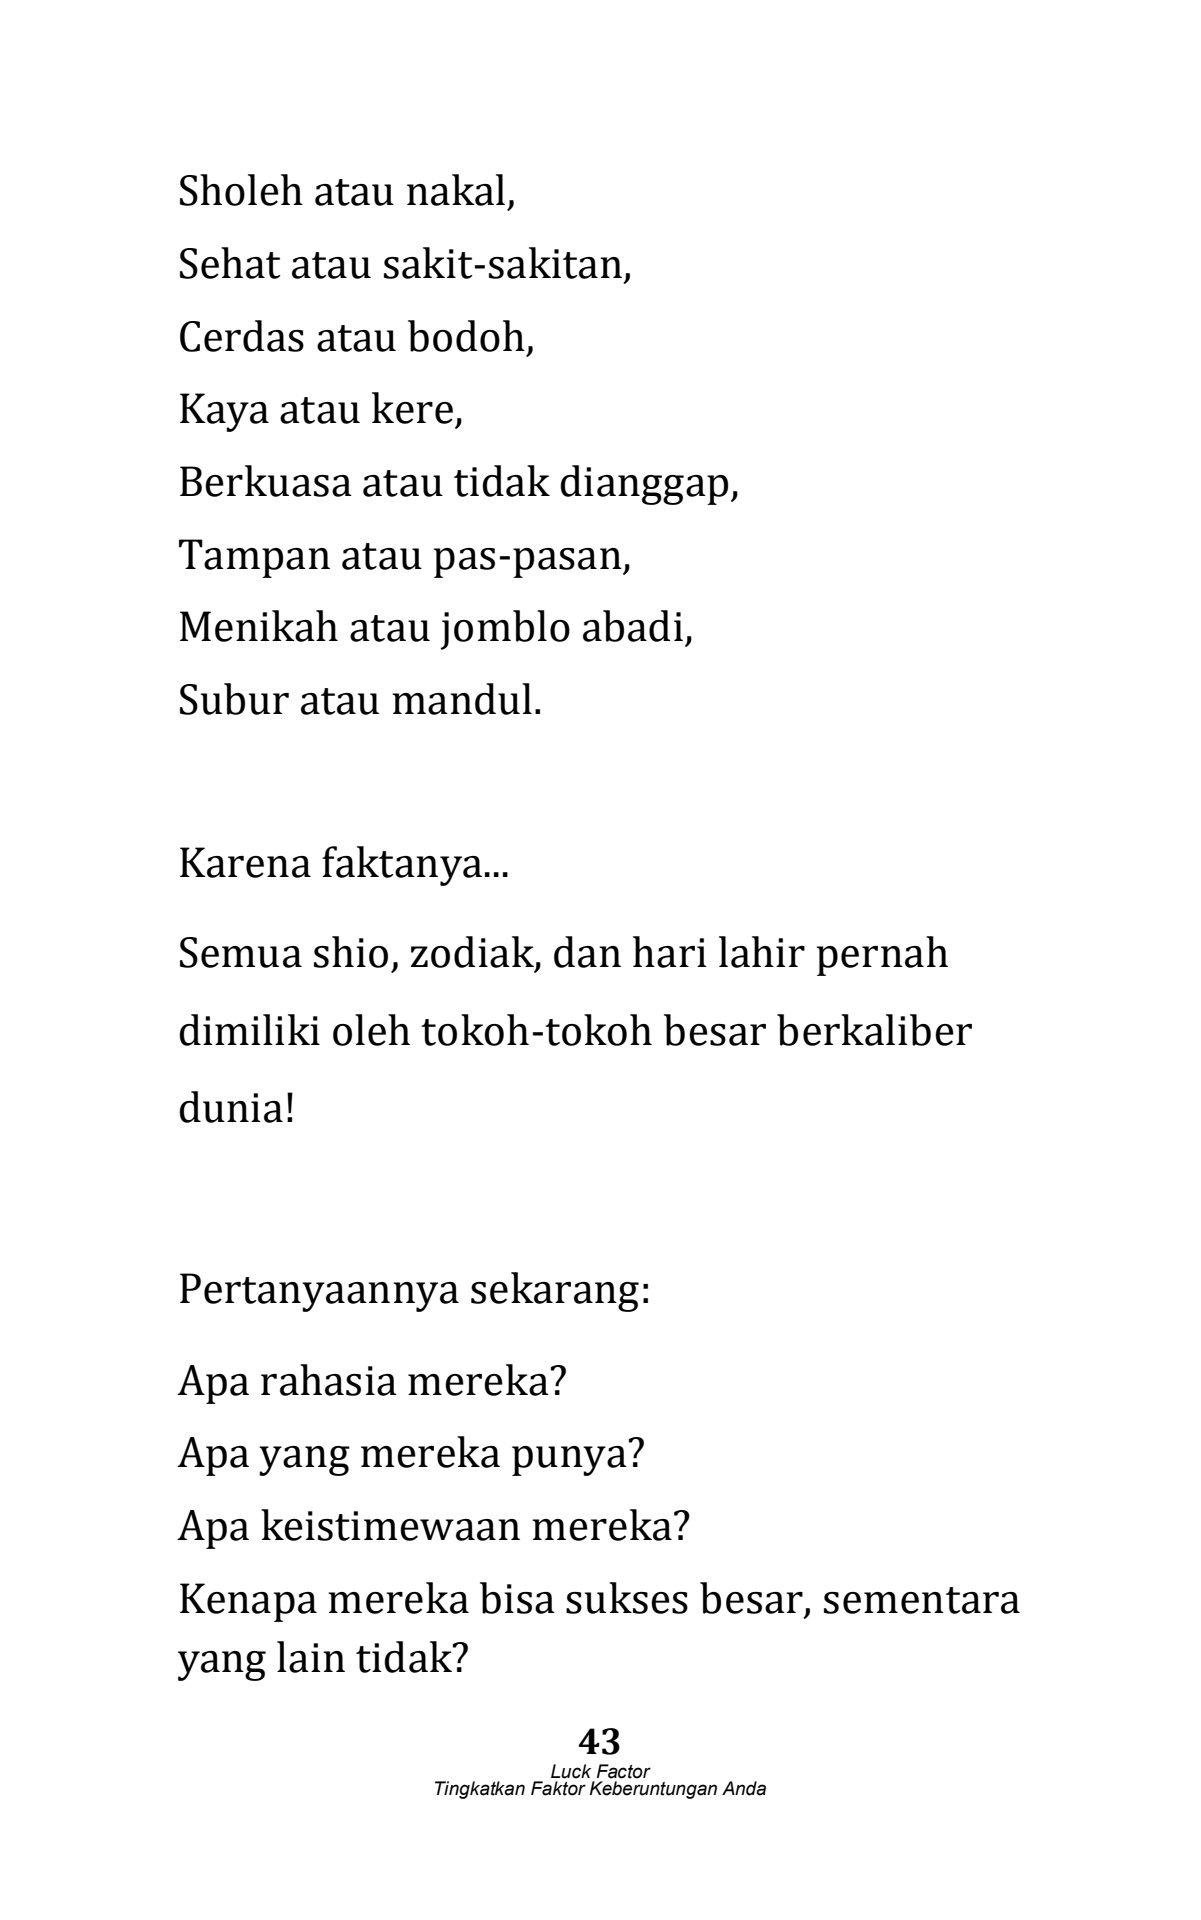 Sholeh atau nakal,
Sehat atau sakit-sakitan,
Cerdas atau bodoh,
Kaya atau kere,
Berkuasa atau tidak dianggap,
Tampan atau pas-pasan,
Menikah atau jomblo abadi,
Subur atau mandul.
Karena faktanya...
Semua shio, zodiak, dan hari lahir pernah
dimiliki oleh tokoh-tokoh besar berkaliber
dunia!
Pertanyaannya sekarang:
Apa rahasia mereka?
Apa yang mereka punya?
Apa keistimewaan mereka?
Kenapa mereka bisa sukses besar, sementara
yang lain tidak?
43
Luck Factor
Tingkatkan Faktor Keberuntungan Anda